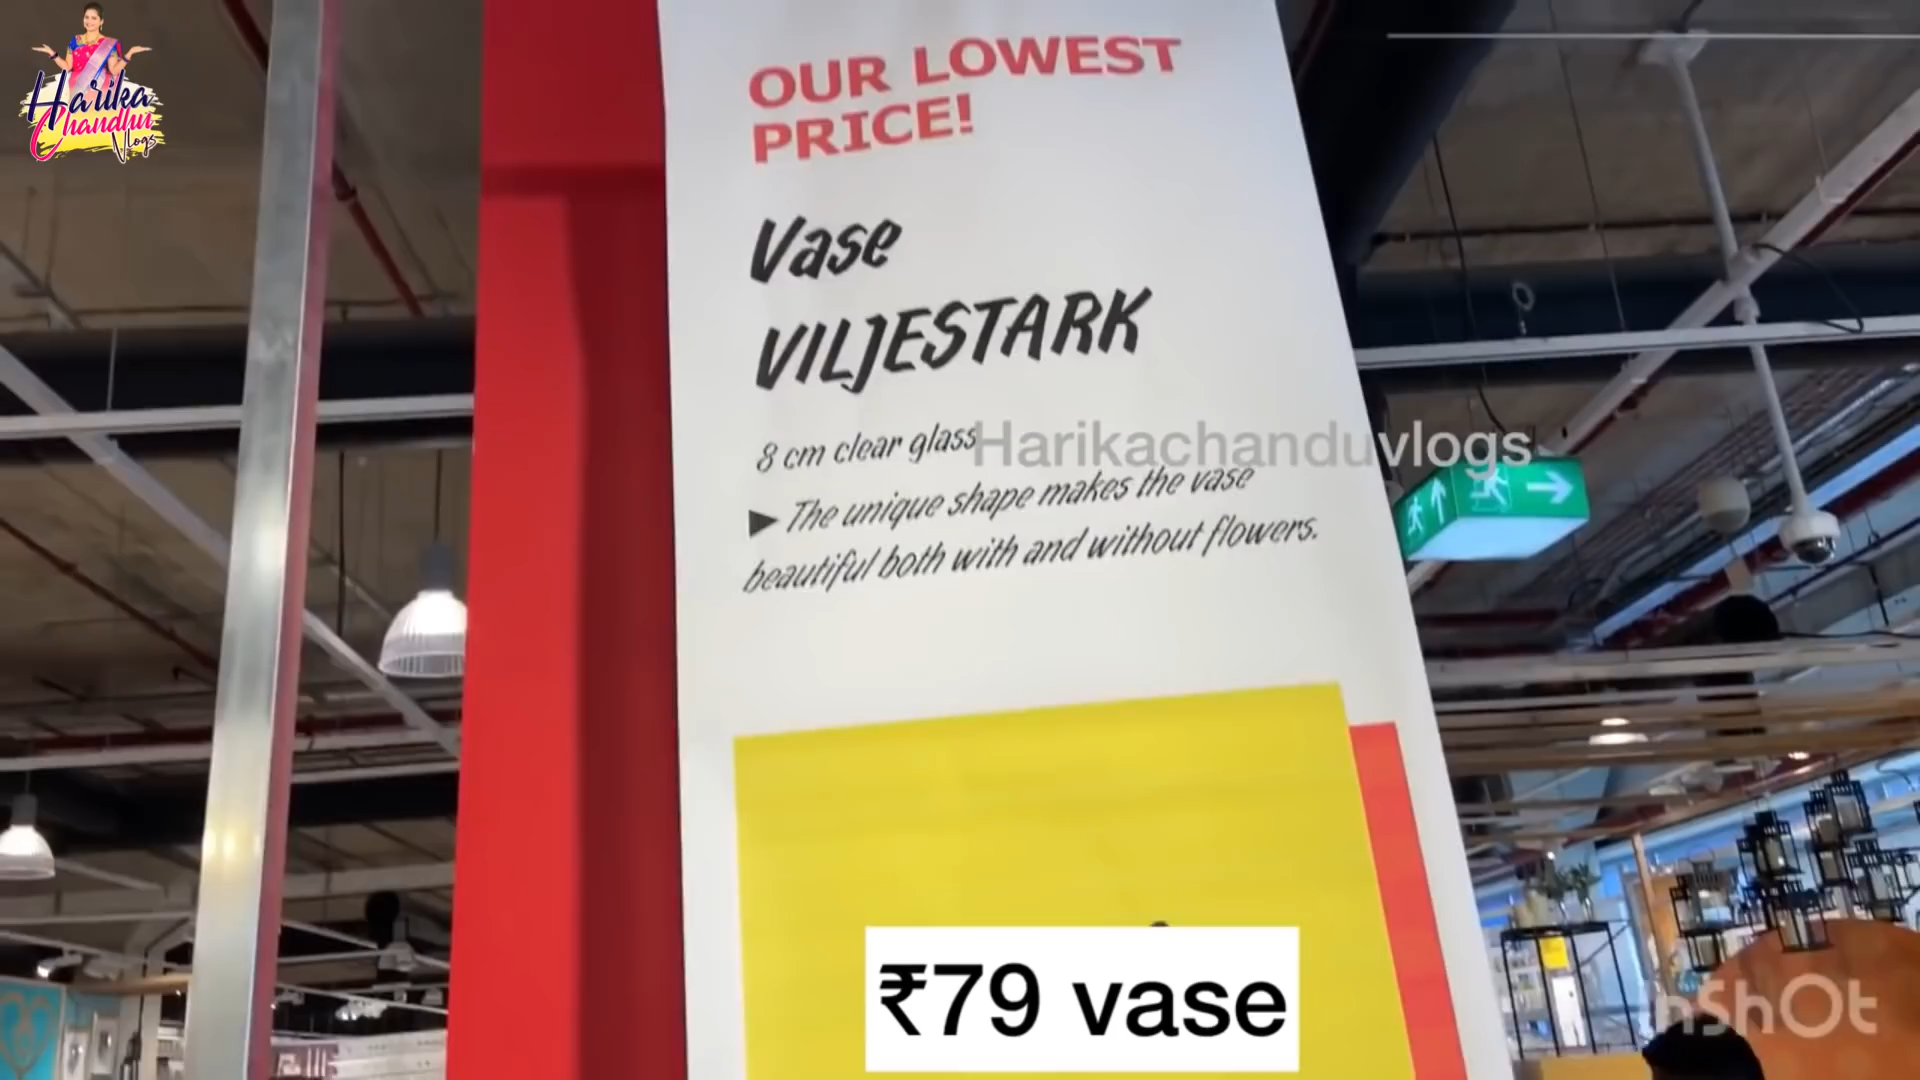 Harika
Chandhu
Vlogs
OUR LOWEST
PRICE!
Vase
VILJESTARK
8 cm clear glass
Harikachanduvlogs
▶ The unique shape makes the vase
beautiful both with and without flowers.
₹79 vase
InShOt